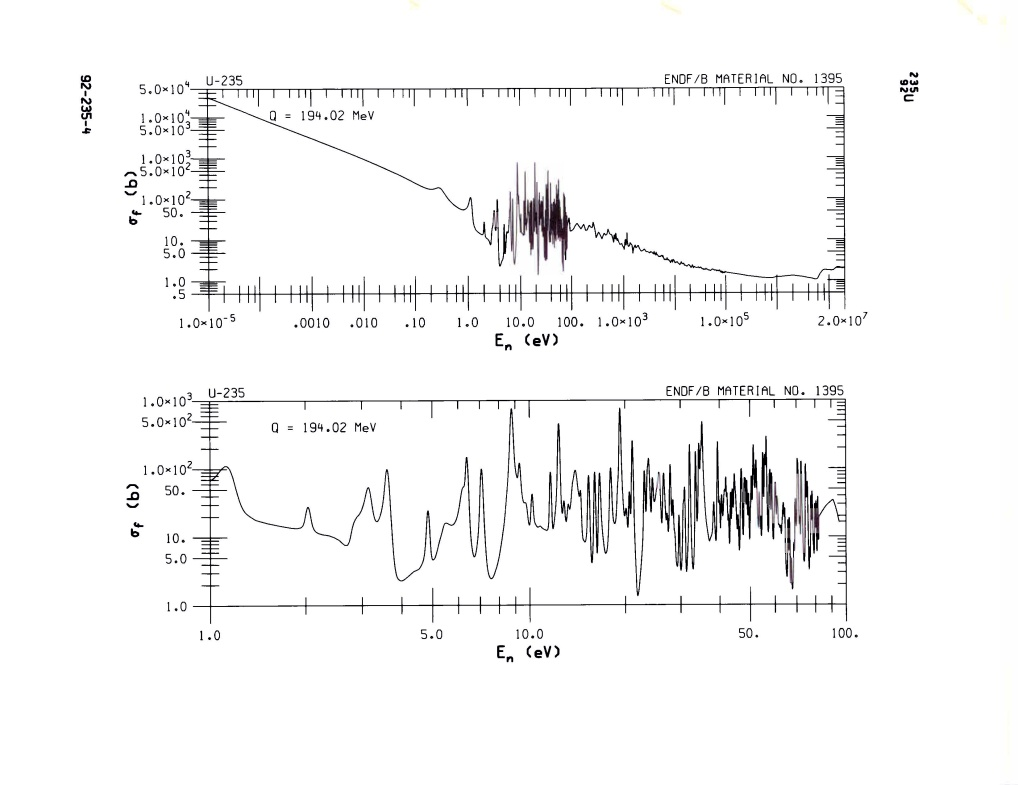 92-235-4
235
92U
U-235
ENDF/B MATERIAL NO. 1395
Q = 194.02 MeV
5.0×10⁴
1.0×10⁴
5.0×10³
1.0×10³
5.0×10²
1.0×10²
50.
10.
5.0
1.0
.5
σf (b)
1.0×10⁻⁵ .0010 .010 .10 1.0 10.0 100. 1.0×10³ 1.0×10⁵ 2.0×10⁷
En (eV)
U-235
ENDF/B MATERIAL NO. 1395
Q = 194.02 MeV
1.0×10³
5.0×10²
1.0×10²
50.
10.
5.0
1.0
σf (b)
1.0 5.0 10.0 50. 100.
En (eV)